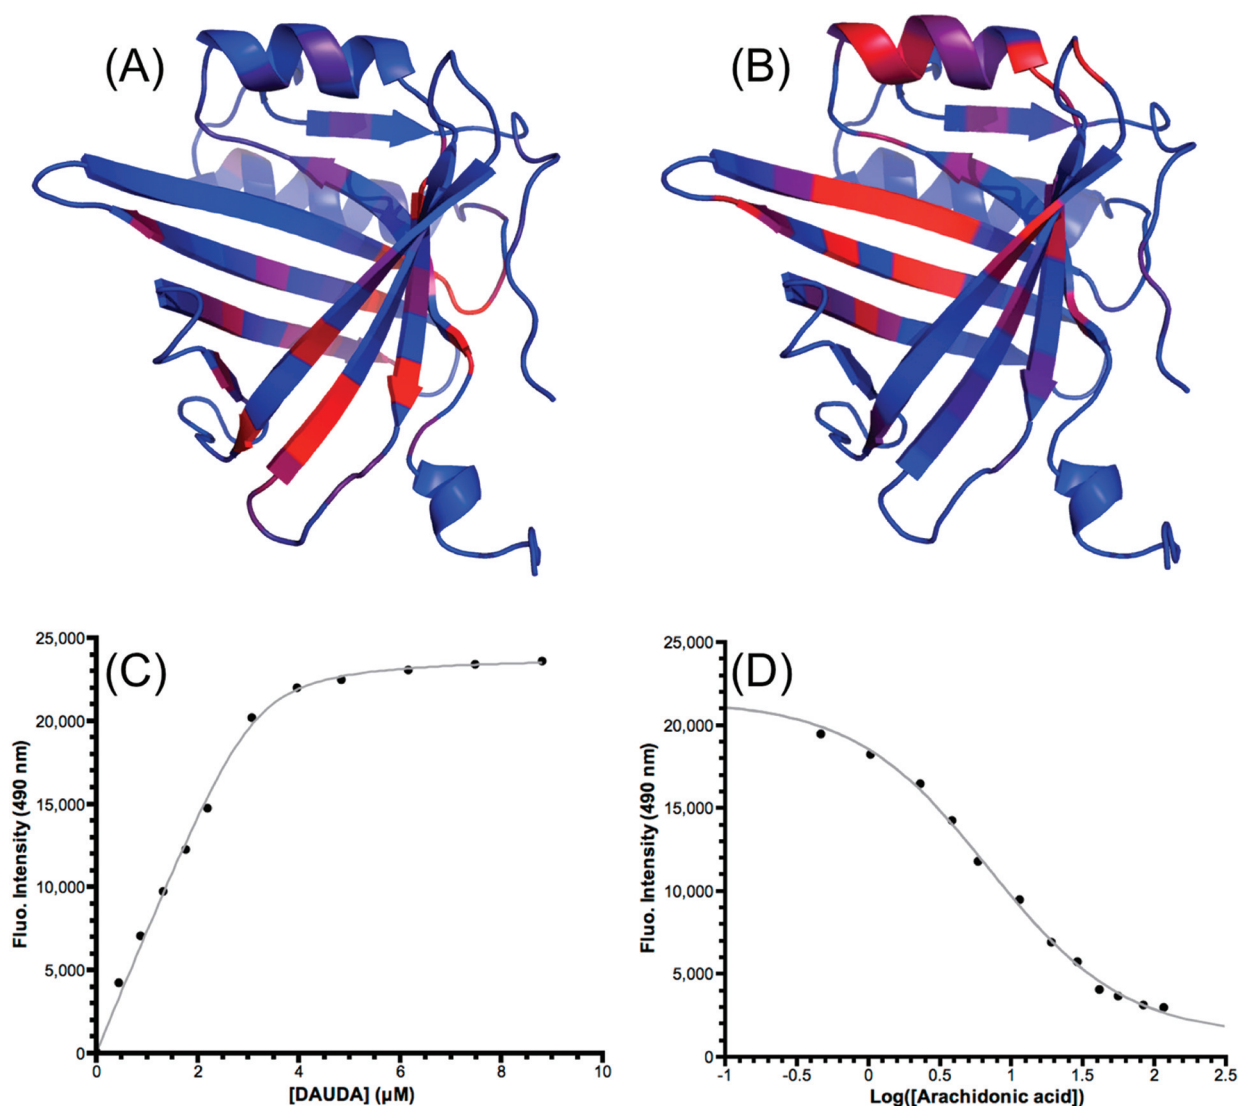 (A)
(B)
(C)
25,000
20,000
15,000
10,000
5,000
0
Fluo. Intensity (490 nm)
0 2 4 6 8 10
[DAUDA] (μM)
(D)
25,000
20,000
15,000
10,000
5,000
0
Fluo. Intensity (490 nm)
-1 -0.5 0 0.5 1 1.5 2 2.5
Log([Arachidonic acid])